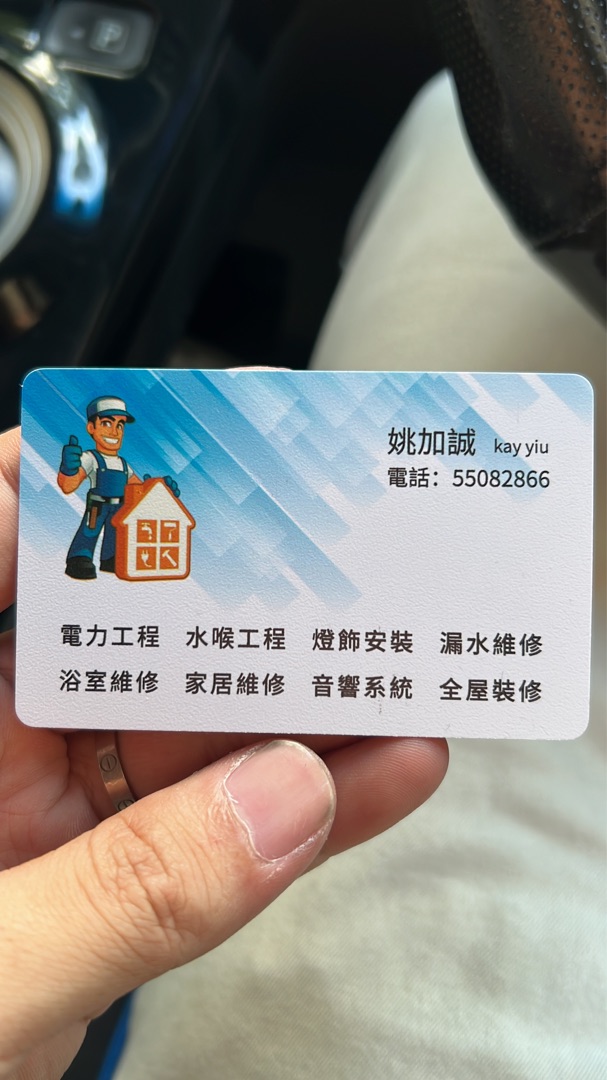 P
姚加誠 kay yiu
電話：55082866
電力工程 水喉工程 燈飾安裝 漏水維修
浴室維修 家居維修 音響系統 全屋裝修